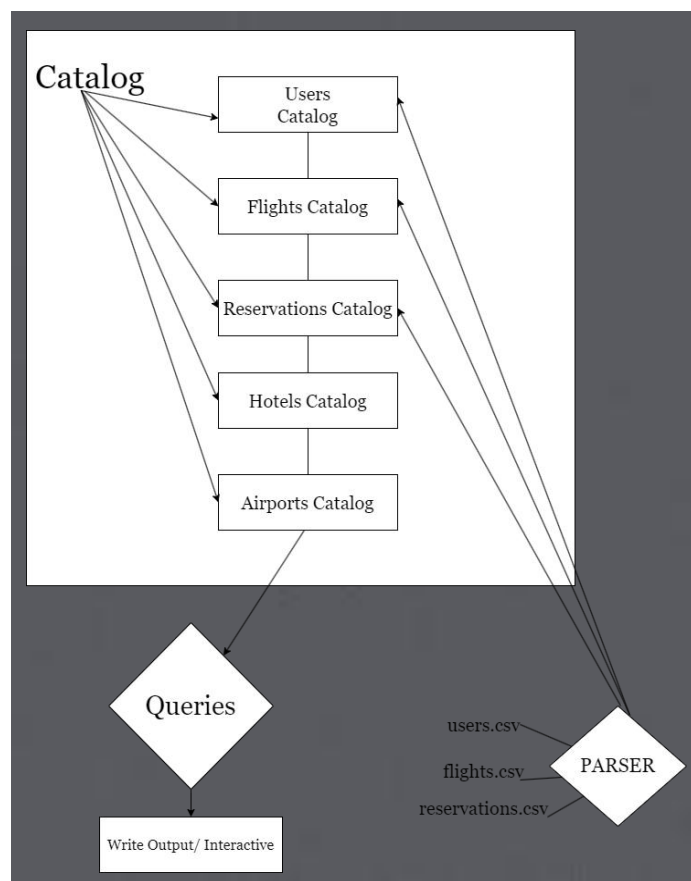 Catalog
Users
Catalog
Flights Catalog
Reservations Catalog
Hotels Catalog
Airports Catalog
Queries
users.csv
flights.csv
reservations.csv
PARSER
Write Output/ Interactive